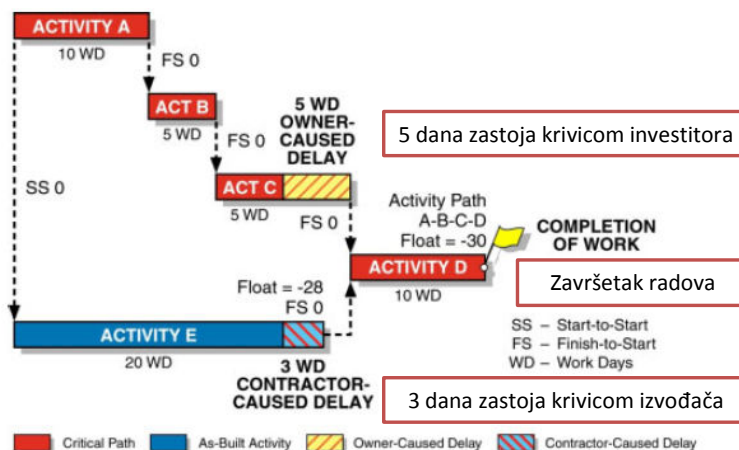 ACTIVITY A
10 WD
FS 0
ACT B
5 WD
FS 0
5 WD
OWNER-
CAUSED
DELAY
5 dana zastoja krivicom investitora
SS 0
ACT C
5 WD
FS 0
Activity Path
A-B-C-D
Float = -30
COMPLETION
OF WORK
ACTIVITY D
10 WD
Završetak radova
Float = -28
FS 0
ACTIVITY E
20 WD
3 WD
CONTRACTOR-
CAUSED DELAY
SS – Start-to-Start
FS – Finish-to-Start
WD – Work Days
3 dana zastoja krivicom izvođača
Critical Path
As-Built Activity
Owner-Caused Delay
Contractor-Caused Delay